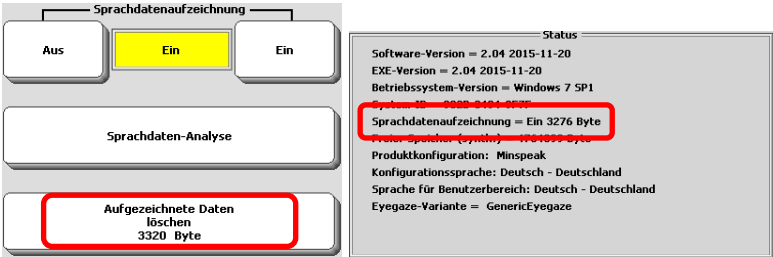 Sprachdatenaufzeichnung
Aus
Ein
Ein
Sprachdaten-Analyse
Aufgezeichnete Daten
löschen
3320 Byte
Status
Software-Version = 2.04 2015-11-20
EXE-Version = 2.04 2015-11-20
Betriebssystem-Version = Windows 7 SP1
Sprachdatenaufzeichnung = Ein 3276 Byte
Produktkonfiguration: Minspeak
Konfigurationssprache: Deutsch - Deutschland
Sprache für Benutzerbereich: Deutsch - Deutschland
Eyegaze-Variante = GenericEyegaze